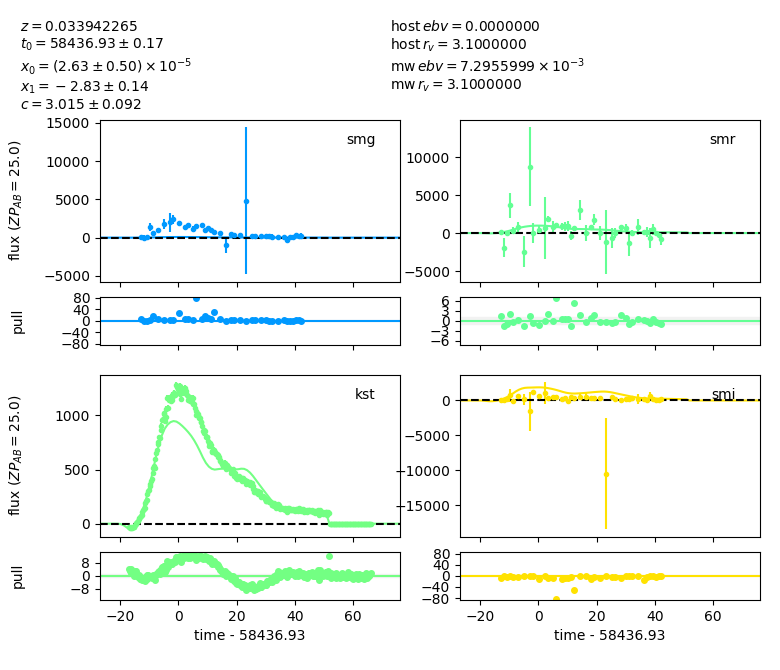 z = 0.033942265
t₀ = 58436.93 ± 0.17
x₀ = (2.63 ± 0.50) × 10⁻⁵
x₁ = −2.83 ± 0.14
c = 3.015 ± 0.092
host ebv = 0.0000000
host r_v = 3.1000000
mw ebv = 7.2955999 × 10⁻³
mw r_v = 3.1000000
flux (ZP_AB = 25.0)
15000
10000
5000
0
−5000
smg
10000
5000
0
−5000
smr
pull
80
40
0
−40
−80
6
3
0
−3
−6
flux (ZP_AB = 25.0)
1000
500
0
kst
0
−5000
−10000
−15000
smi
pull
8
0
−8
80
40
0
−40
−80
−20 0 20 40 60
−20 0 20 40 60
time - 58436.93
time - 58436.93